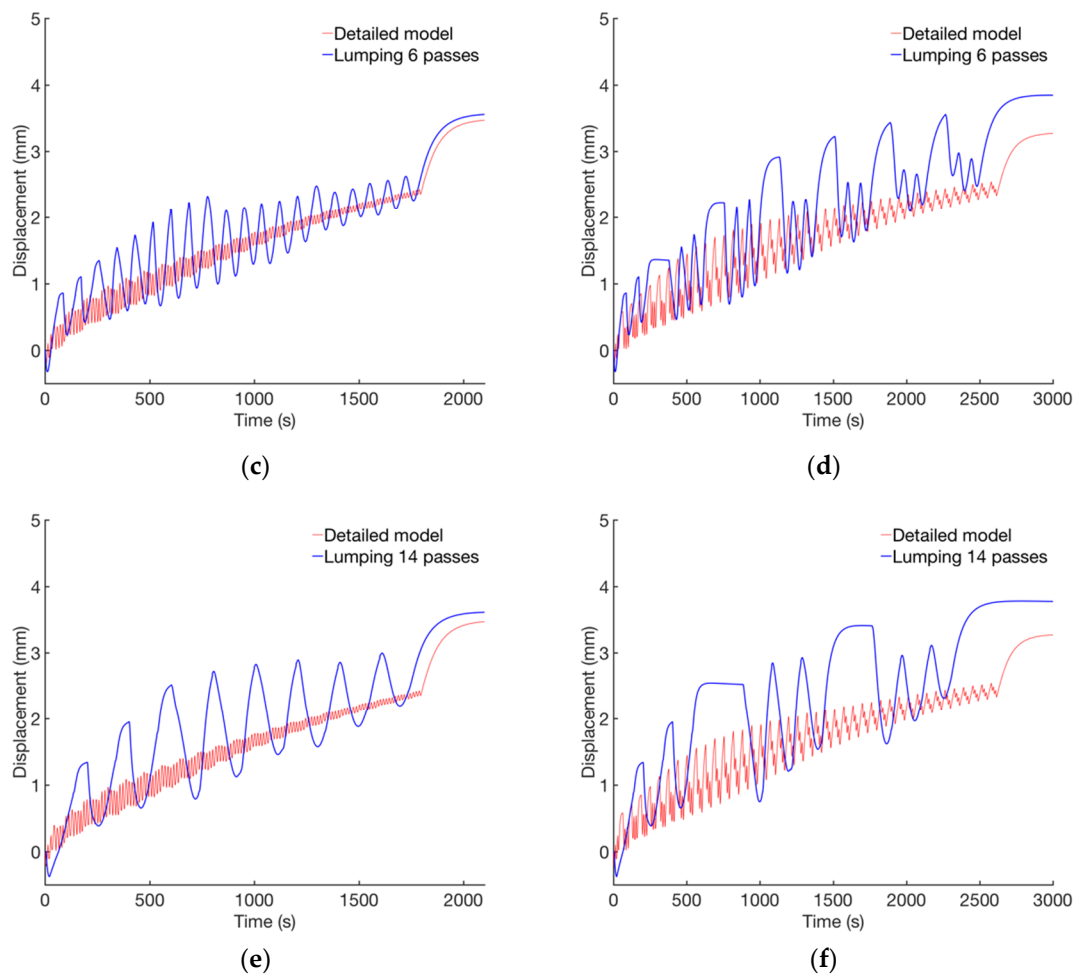 5
4
3
2
1
0
Displacement (mm)
Detailed model
Lumping 6 passes
0 500 1000 1500 2000
Time (s)
(c)
5
4
3
2
1
0
Displacement (mm)
Detailed model
Lumping 6 passes
0 500 1000 1500 2000 2500 3000
Time (s)
(d)
5
4
3
2
1
0
Displacement (mm)
Detailed model
Lumping 14 passes
0 500 1000 1500 2000
Time (s)
(e)
5
4
3
2
1
0
Displacement (mm)
Detailed model
Lumping 14 passes
0 500 1000 1500 2000 2500 3000
Time (s)
(f)